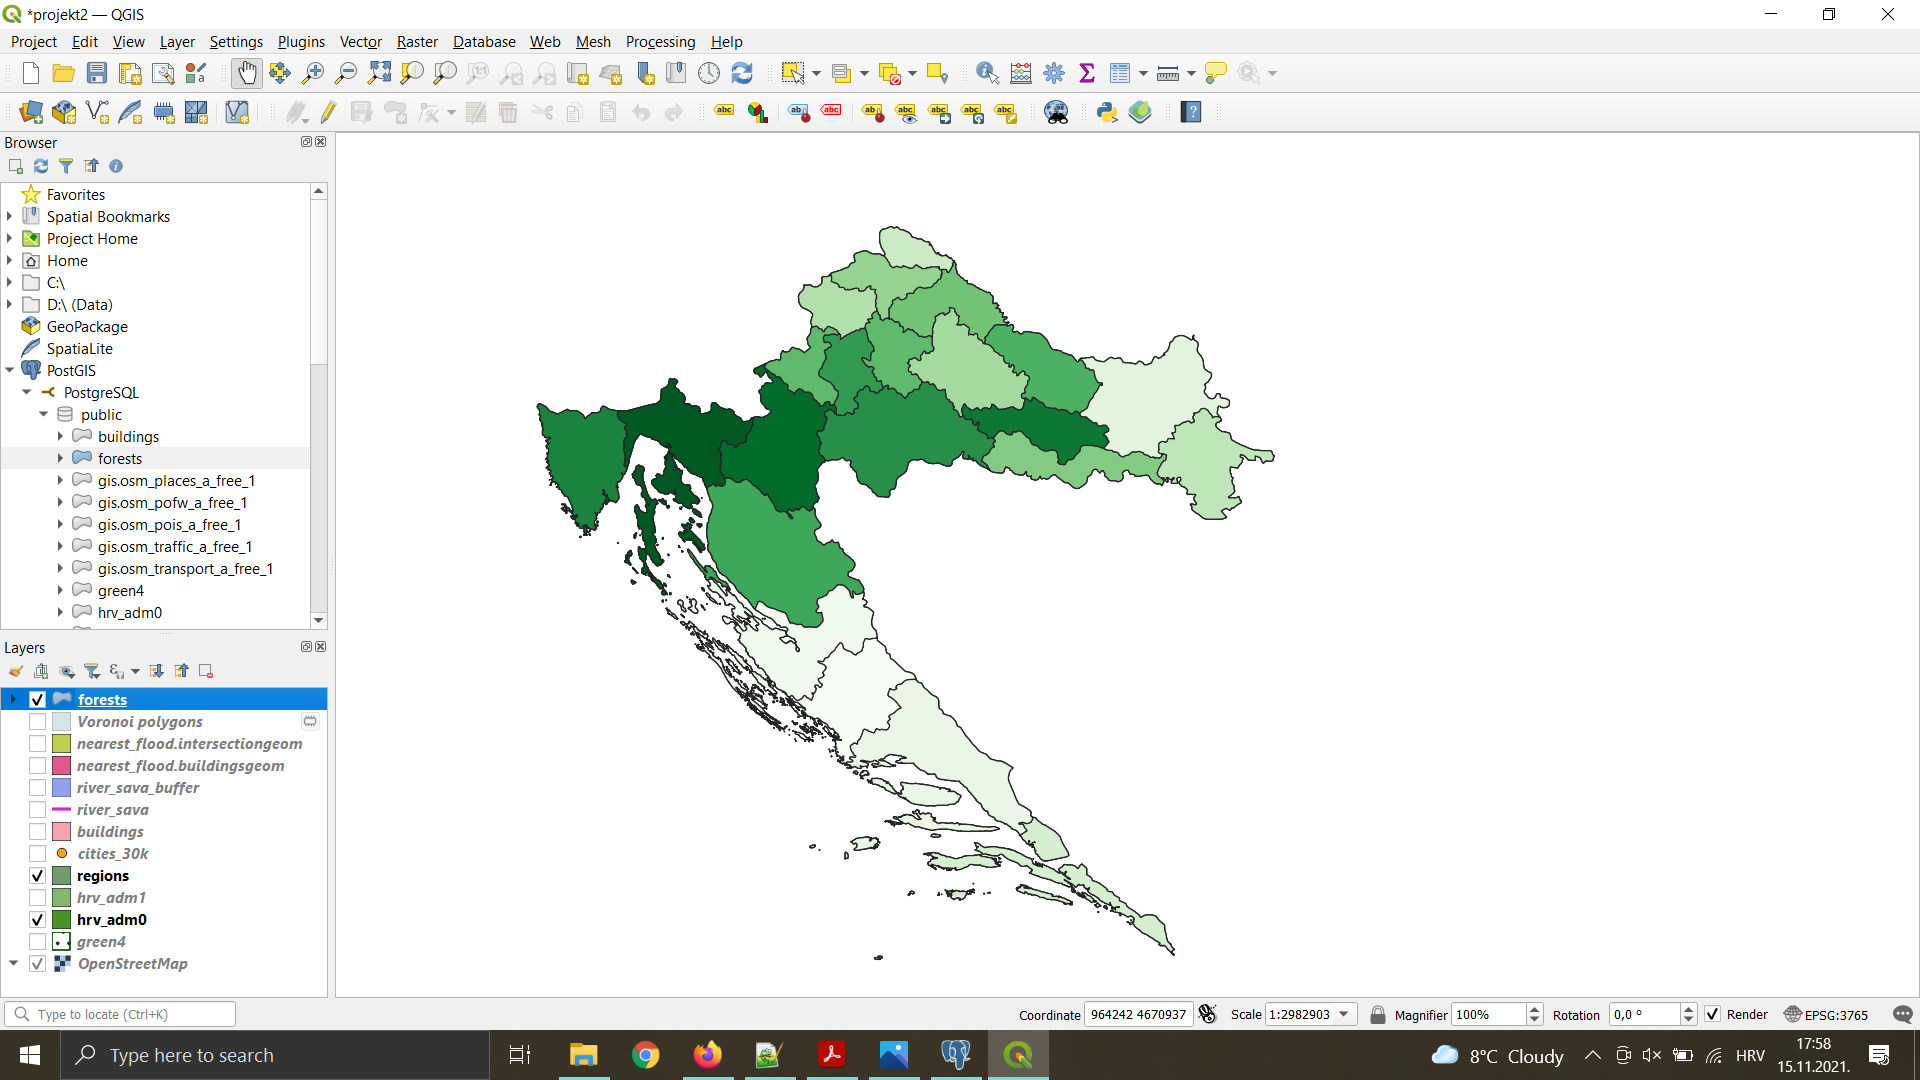 *projekt2 — QGIS
Project Edit View Layer Settings Plugins Vector Raster Database Web Mesh Processing Help
Browser
Favorites
Spatial Bookmarks
Project Home
Home
C:\
D:\ (Data)
GeoPackage
SpatiaLite
PostGIS
PostgreSQL
public
buildings
forests
gis.osm_places_a_free_1
gis.osm_pofw_a_free_1
gis.osm_pois_a_free_1
gis.osm_traffic_a_free_1
gis.osm_transport_a_free_1
green4
hrv_adm0
Layers
forests
Voronoi polygons
nearest_flood.intersectiongeom
nearest_flood.buildingsgeom
river_sava_buffer
river_sava
buildings
cities_30k
regions
hrv_adm1
hrv_adm0
green4
OpenStreetMap
Type to locate (Ctrl+K) Coordinate 964242 4670937 Scale 1:2982903 Magnifier 100% Rotation 0,0 ° Render EPSG:3765
Type here to search 8°C Cloudy HRV 17:58
15.11.2021.